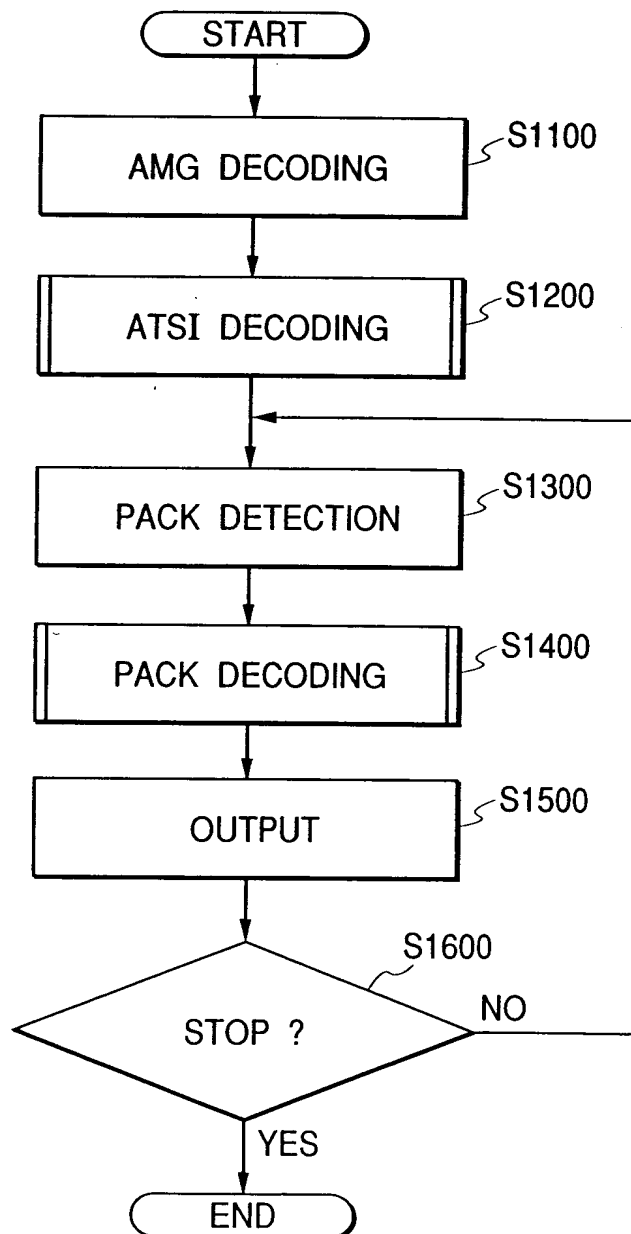 START
S1100
AMG DECODING
S1200
ATSI DECODING
S1300
PACK DETECTION
S1400
PACK DECODING
S1500
OUTPUT
S1600
STOP ?
NO
YES
END